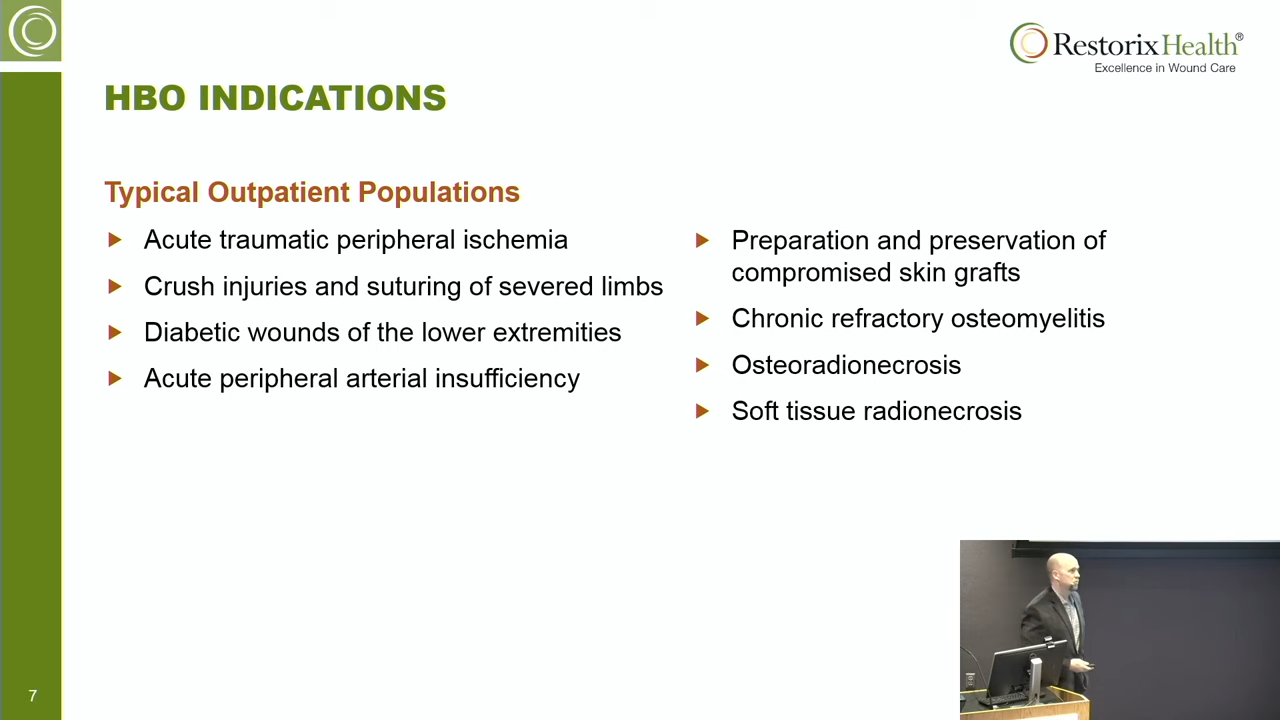 RestorixHealth®
Excellence in Wound Care
HBO INDICATIONS
Typical Outpatient Populations
Acute traumatic peripheral ischemia
Crush injuries and suturing of severed limbs
Diabetic wounds of the lower extremities
Acute peripheral arterial insufficiency
Preparation and preservation of
compromised skin grafts
Chronic refractory osteomyelitis
Osteoradionecrosis
Soft tissue radionecrosis
7